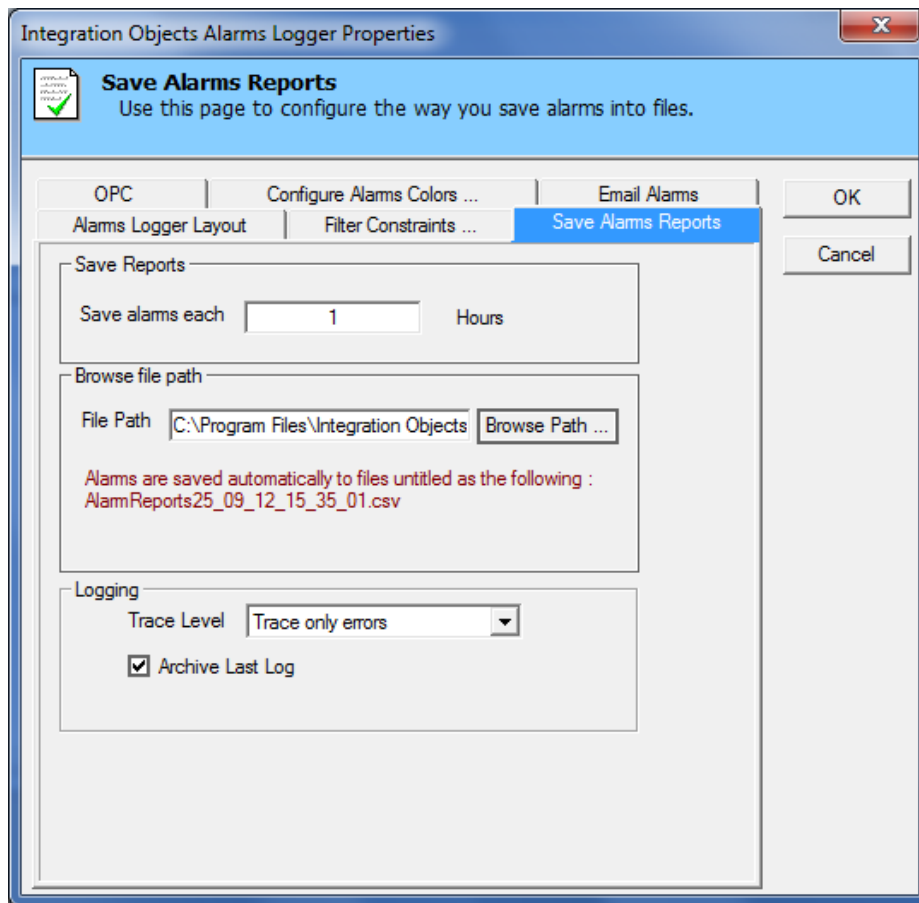 Integration Objects Alarms Logger Properties
Save Alarms Reports
Use this page to configure the way you save alarms into files.
OPC
Configure Alarms Colors ...
Email Alarms
Alarms Logger Layout
Filter Constraints ...
Save Alarms Reports
OK
Cancel
Save Reports
Save alarms each
1
Hours
Browse file path
File Path
C:\Program Files\Integration Objects
Browse Path ...
Alarms are saved automatically to files untitled as the following :
AlarmReports25_09_12_15_35_01.csv
Logging
Trace Level
Trace only errors
Archive Last Log